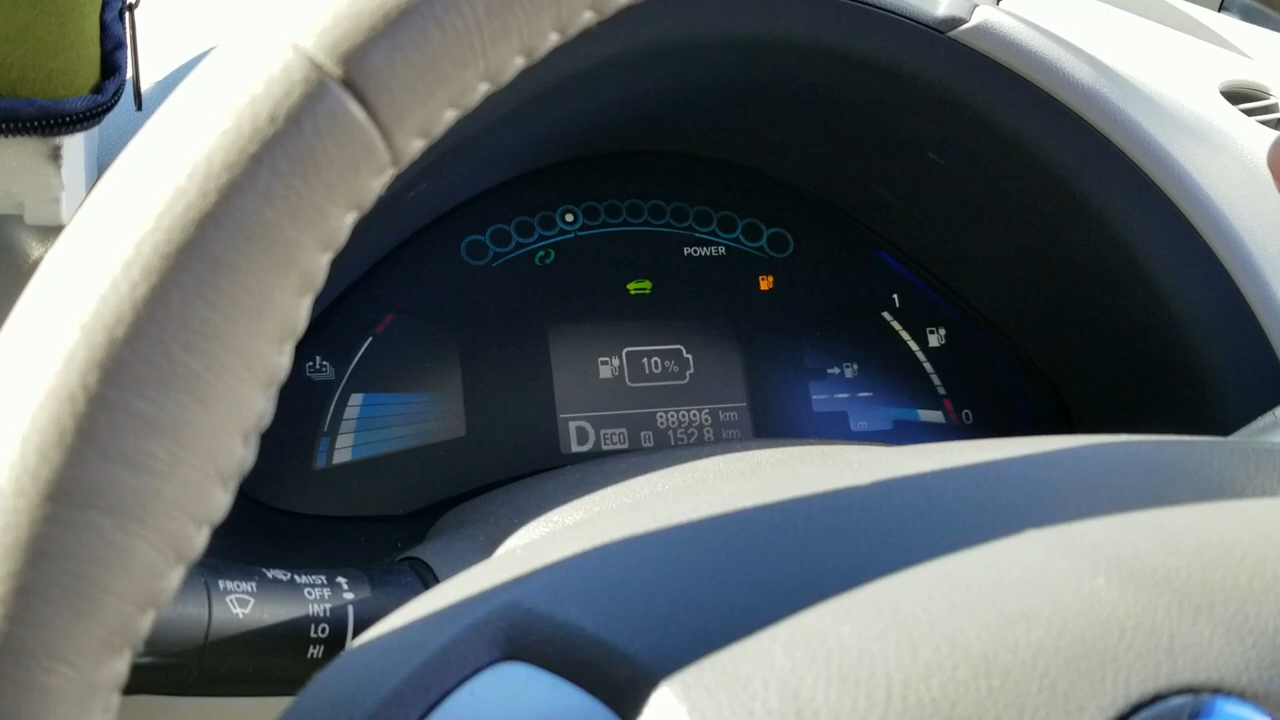 POWER
1
10%
88996 km
D ECO A 152.8 km
0
FRONT
MIST
OFF
INT
LO
HI